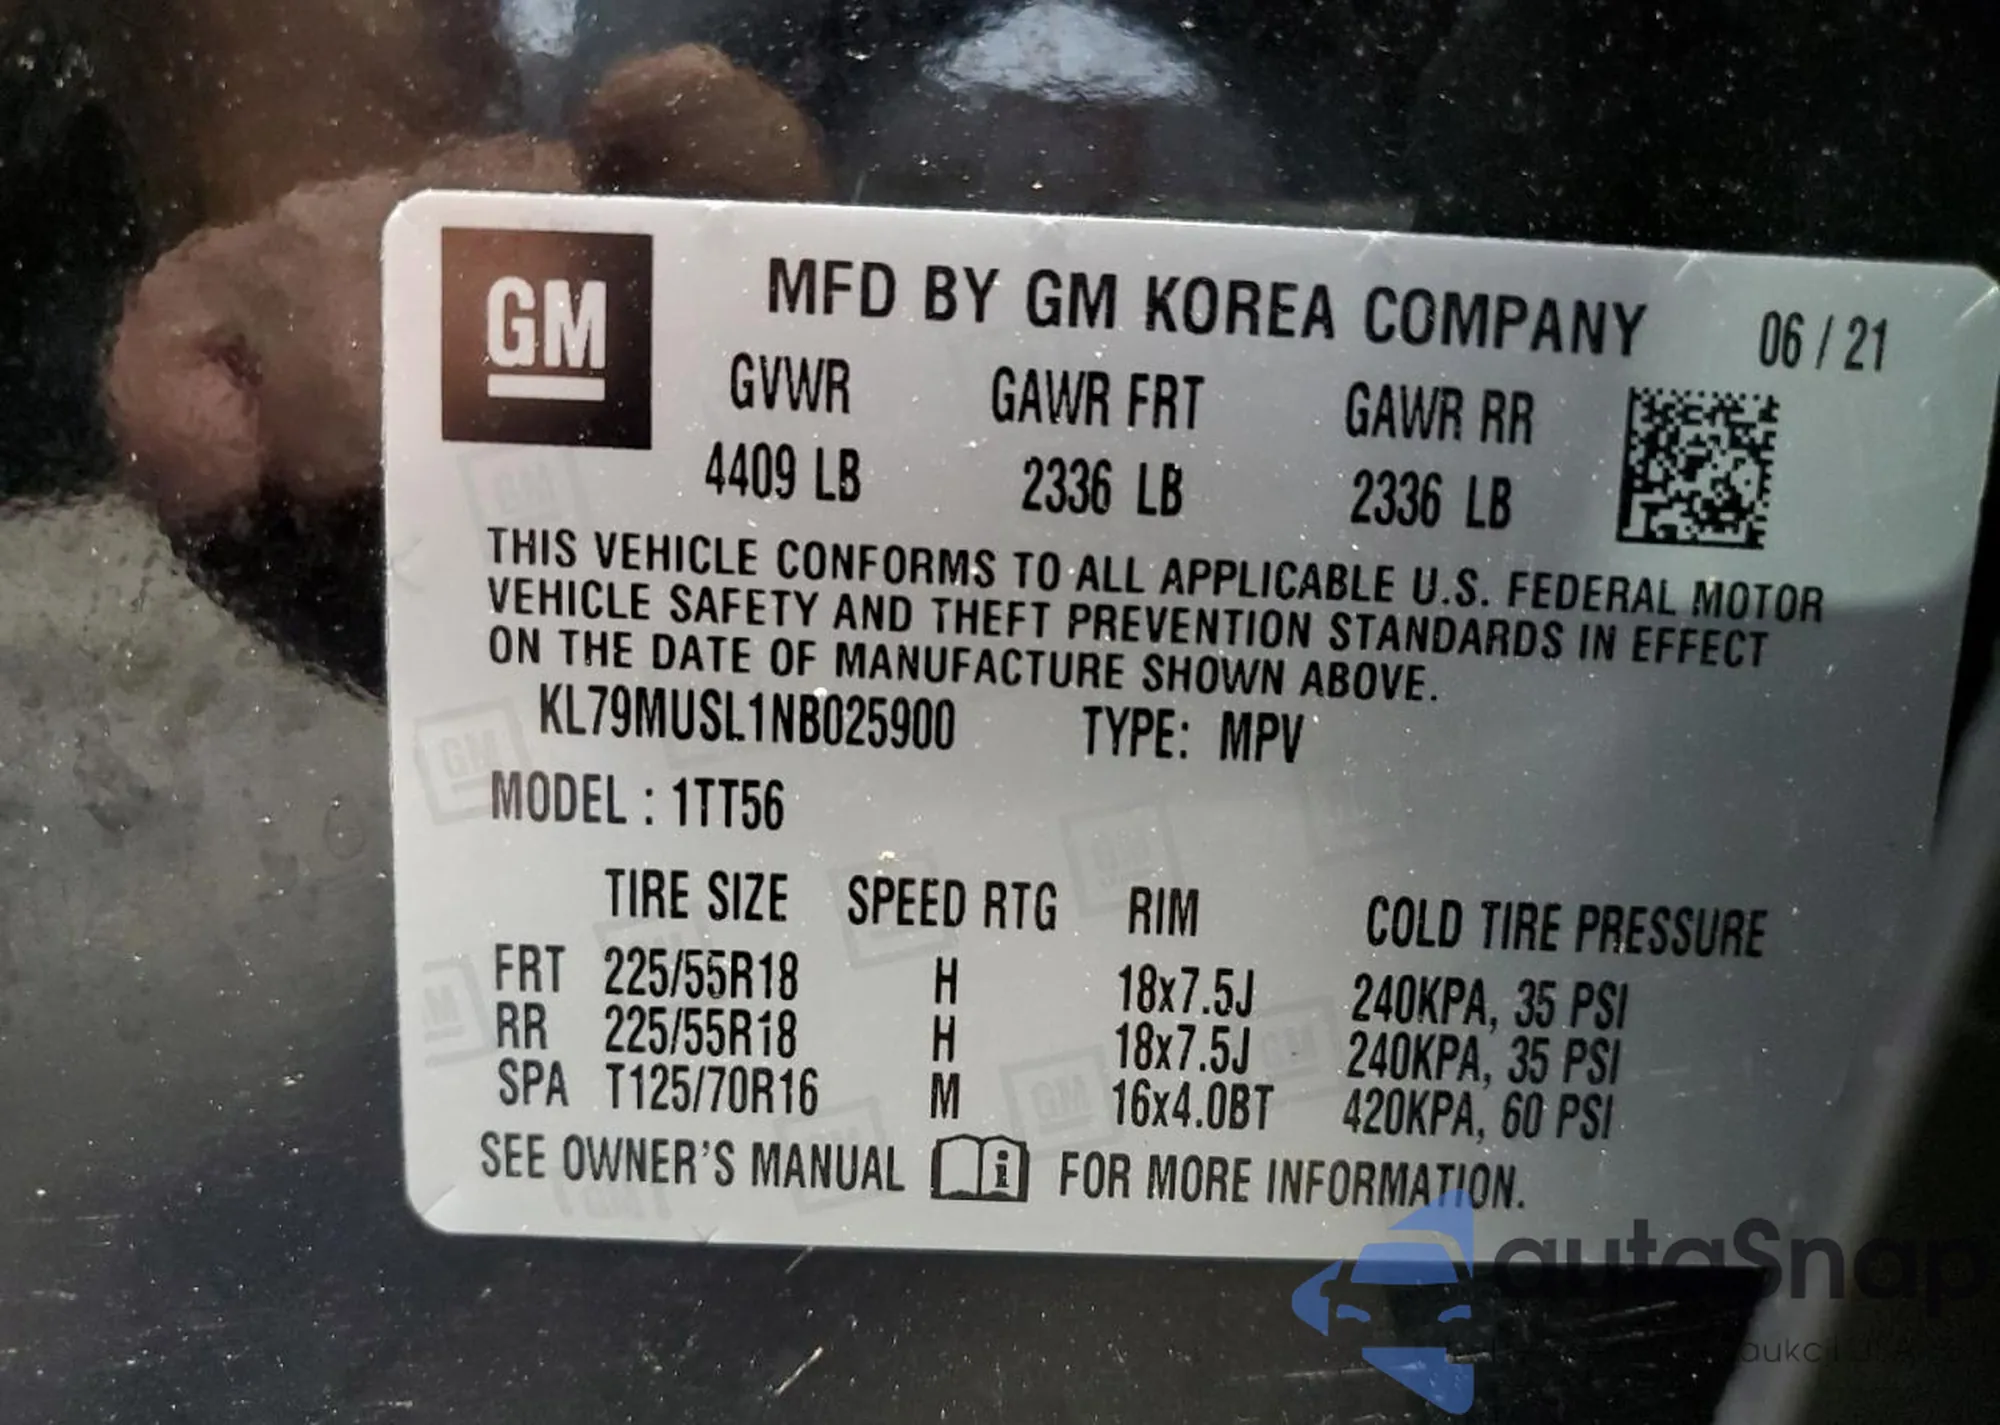 GM
MFD BY GM KOREA COMPANY 06 / 21
GVWR GAWR FRT GAWR RR
4409 LB 2336 LB 2336 LB
THIS VEHICLE CONFORMS TO ALL APPLICABLE U.S. FEDERAL MOTOR
VEHICLE SAFETY AND THEFT PREVENTION STANDARDS IN EFFECT
ON THE DATE OF MANUFACTURE SHOWN ABOVE.
KL79MUSL1NB025900 TYPE: MPV
MODEL : 1TT56
TIRE SIZE SPEED RTG RIM COLD TIRE PRESSURE
FRT 225/55R18 H 18x7.5J 240KPA, 35 PSI
RR 225/55R18 H 18x7.5J 240KPA, 35 PSI
SPA T125/70R16 M 16x4.0BT 420KPA, 60 PSI
SEE OWNER'S MANUAL i FOR MORE INFORMATION.
autaSnap